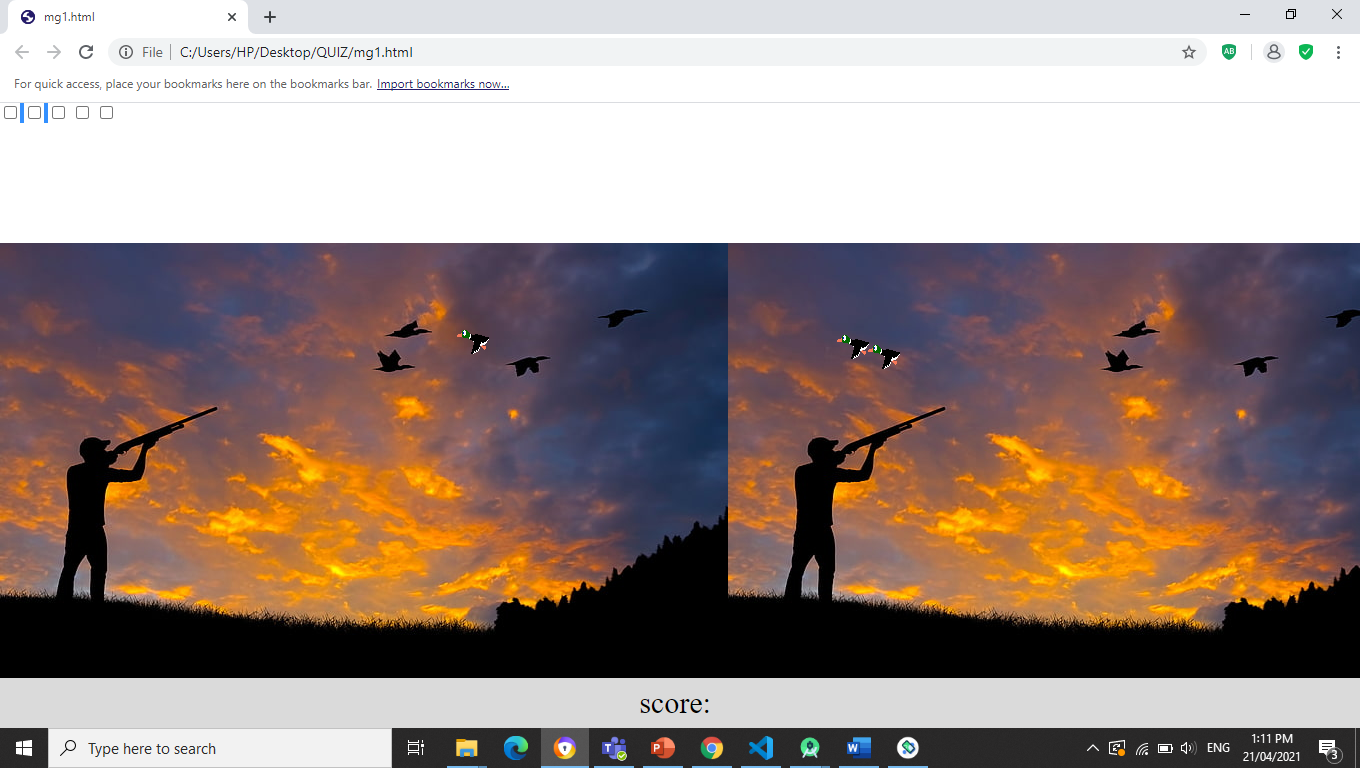 mg1.html
File C:/Users/HP/Desktop/QUIZ/mg1.html
For quick access, place your bookmarks here on the bookmarks bar. Import bookmarks now...
score:
Type here to search
ENG
1:11 PM
21/04/2021
3